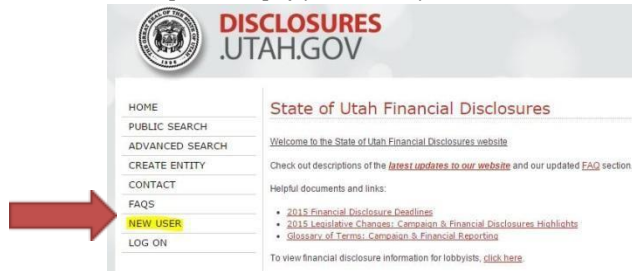 DISCLOSURES
.UTAH.GOV
HOME
PUBLIC SEARCH
ADVANCED SEARCH
CREATE ENTITY
CONTACT
FAQS
NEW USER
LOG ON
State of Utah Financial Disclosures
Welcome to the State of Utah Financial Disclosures website
Check out descriptions of the latest updates to our website and our updated FAQ section.
Helpful documents and links:
• 2015 Financial Disclosure Deadlines
• 2015 Legislative Changes: Campaign & Financial Disclosures Highlights
• Glossary of Terms: Campaign & Financial Reporting
To view financial disclosure information for lobbyists, click here.